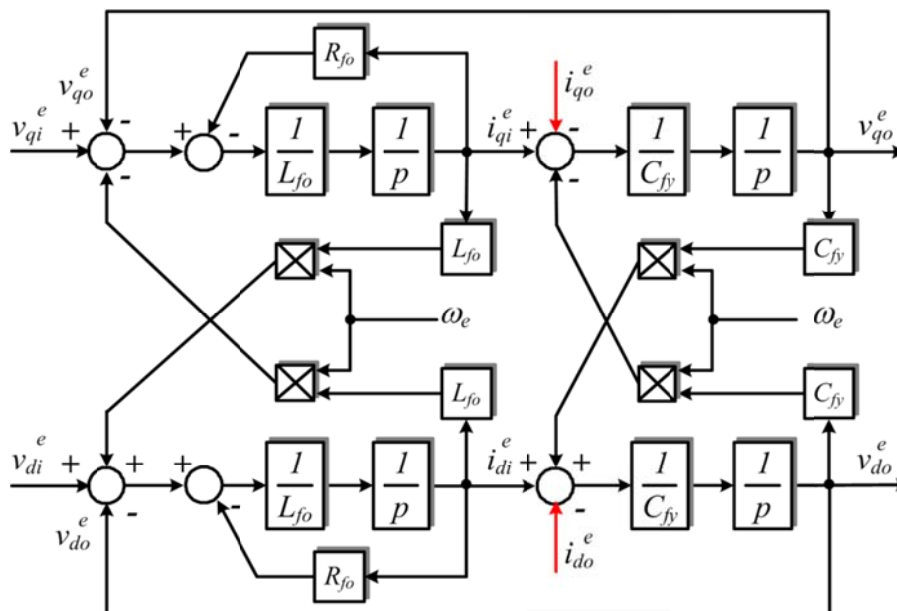 R_fo
v_qo^e
v_qi^e + - - + - 1/L_fo 1/p i_qi^e + i_qo^e - - 1/C_fy 1/p v_qo^e
L_fo C_fy
ω_e ω_e
L_fo C_fy
v_di^e + + - + - 1/L_fo 1/p i_di^e + + - 1/C_fy 1/p v_do^e
v_do^e i_do^e
R_fo